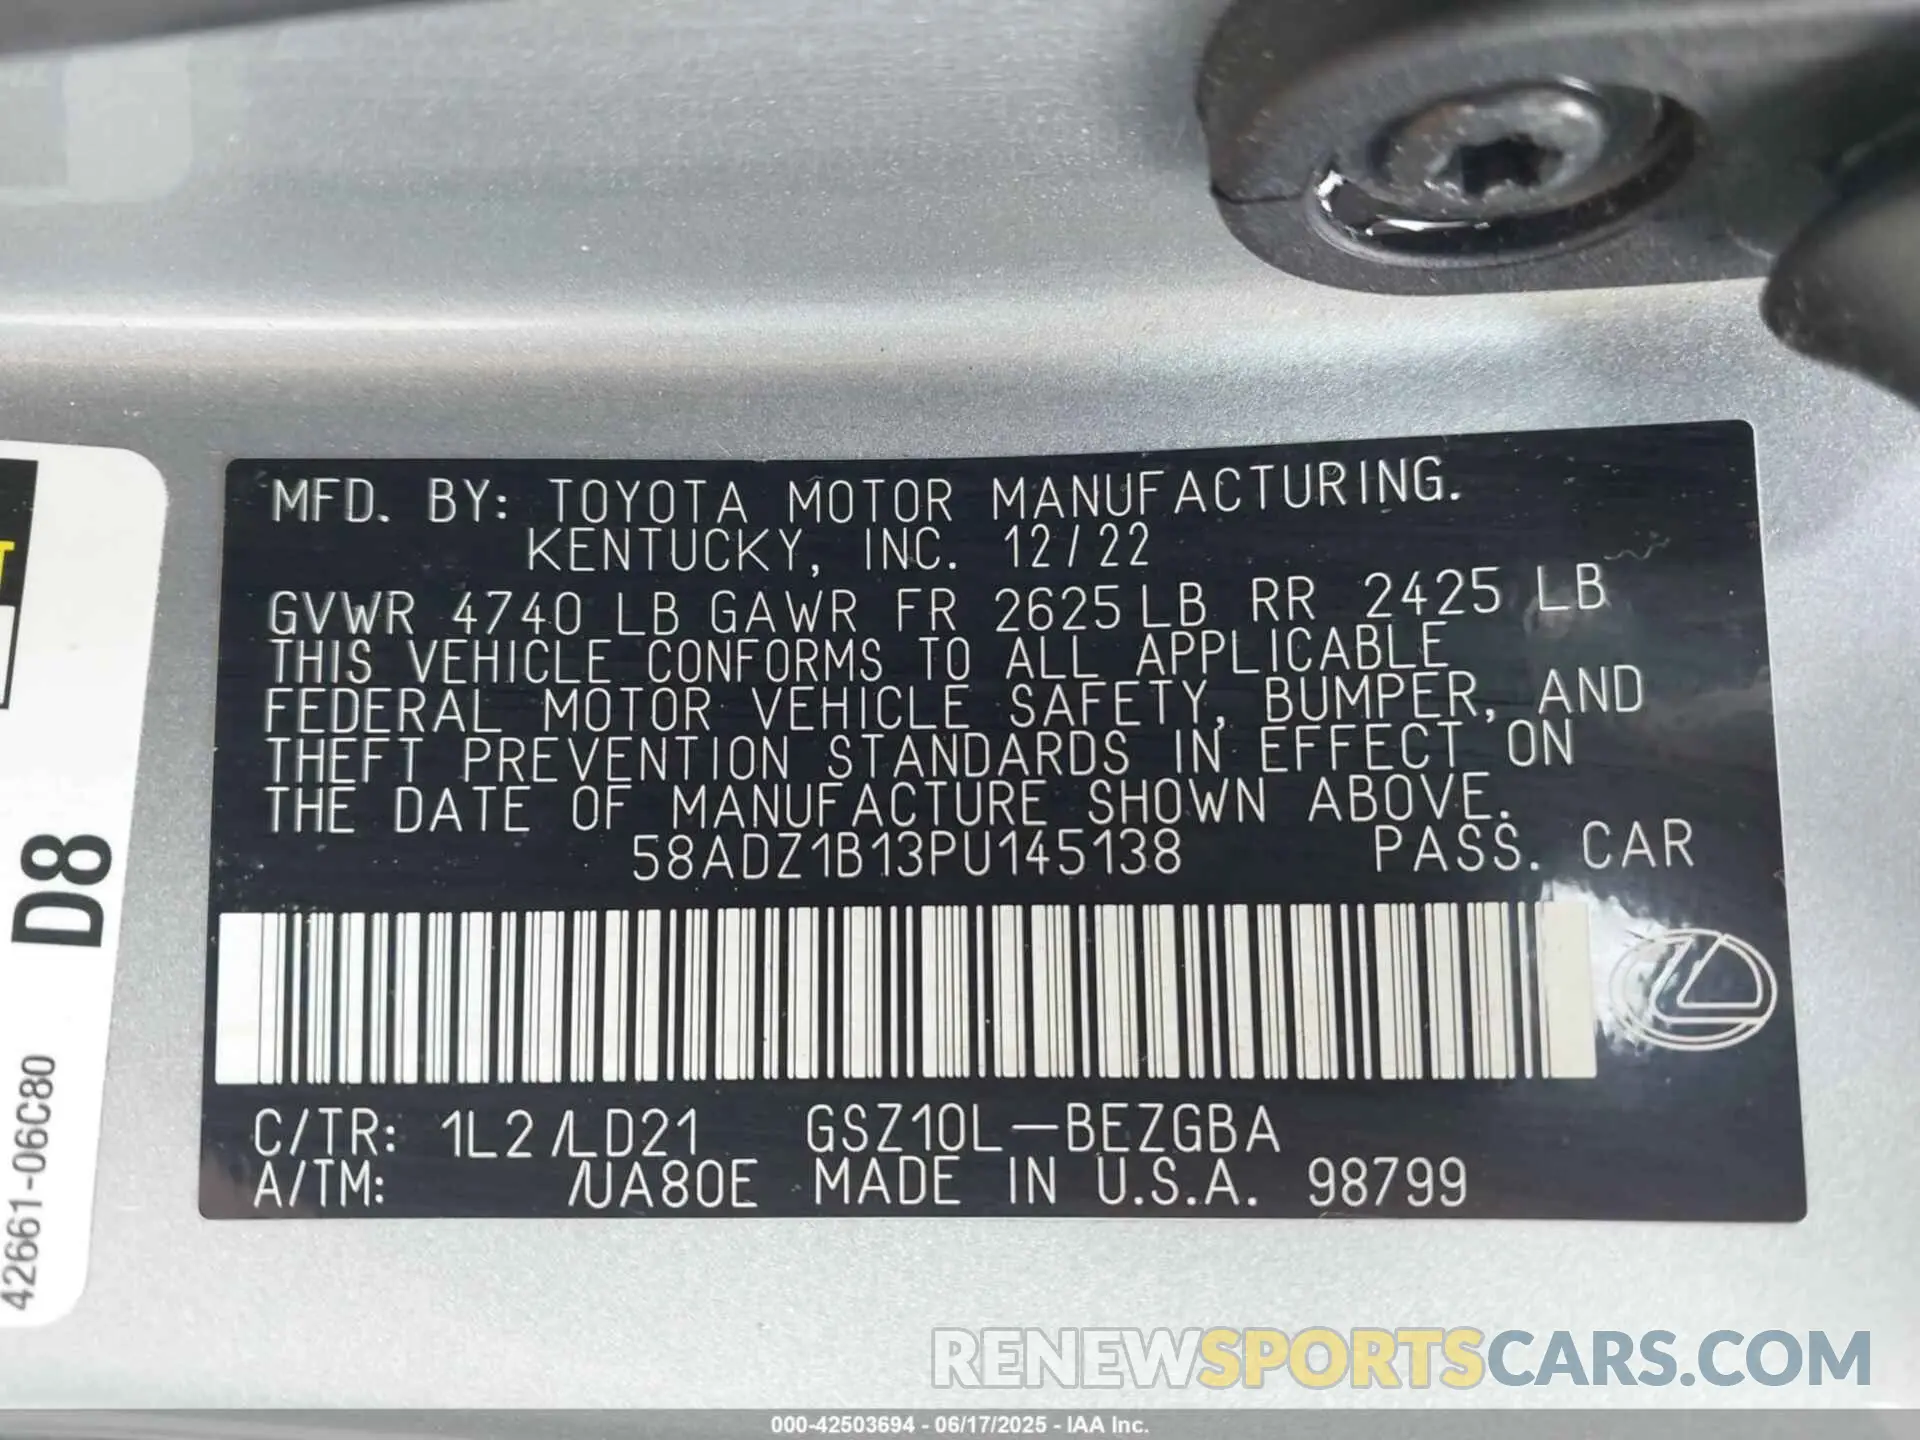 MFD. BY: TOYOTA MOTOR MANUFACTURING.
KENTUCKY, INC. 12/22
GVWR 4740 LB GAWR FR 2625 LB RR 2425 LB
THIS VEHICLE CONFORMS TO ALL APPLICABLE
FEDERAL MOTOR VEHICLE SAFETY, BUMPER, AND
THEFT PREVENTION STANDARDS IN EFFECT ON
THE DATE OF MANUFACTURE SHOWN ABOVE.
58ADZ1B13PU145138 PASS. CAR
C/TR: 1L2/LD21 GSZ10L-BEZGBA
A/TM: /UA80E MADE IN U.S.A. 98799
D8
42661-06C80
RENEWSPORTSCARS.COM
000-42503694 - 06/17/2025 - IAA Inc.